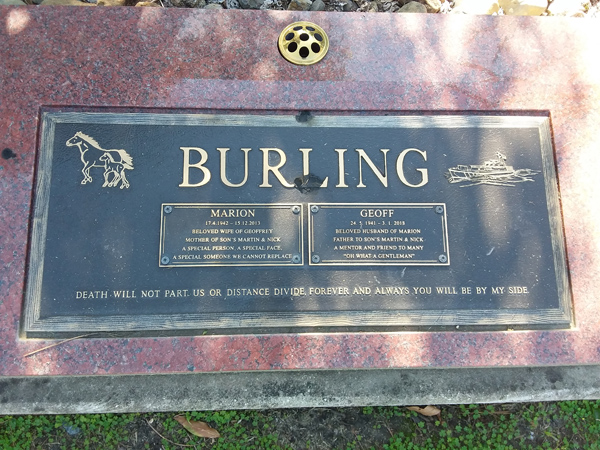 BURLING
MARION
17.4.1942 – 15.12.2013
BELOVED WIFE OF GEOFFREY
MOTHER OF SON'S MARTIN & NICK
A SPECIAL PERSON, A SPECIAL FACE,
A SPECIAL SOMEONE WE CANNOT REPLACE
GEOFF
24. 5. 1941 – 3. 1. 2018
BELOVED HUSBAND OF MARION
FATHER TO SON'S MARTIN & NICK
A MENTOR AND FRIEND TO MANY
"OH WHAT A GENTLEMAN"
DEATH WILL NOT PART US OR DISTANCE DIVIDE, FOREVER AND ALWAYS YOU WILL BE BY MY SIDE.